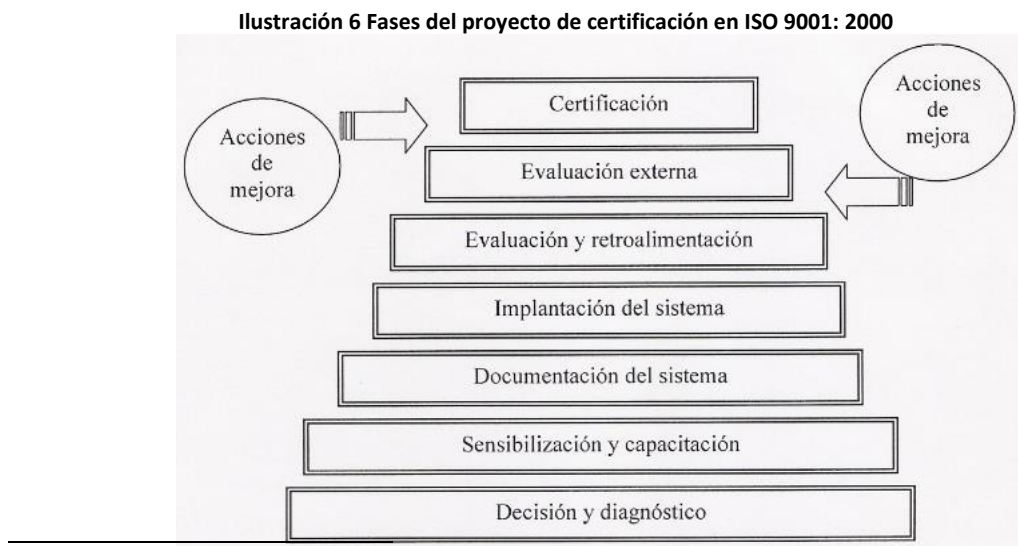 Ilustración 6 Fases del proyecto de certificación en ISO 9001: 2000
Certificación
Acciones
de
mejora
Acciones
de
mejora
Evaluación externa
Evaluación y retroalimentación
Implantación del sistema
Documentación del sistema
Sensibilización y capacitación
Decisión y diagnóstico